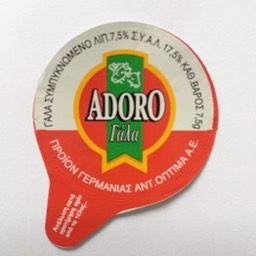 ΓΑΛΑ ΣΥΜΠΥΚΝΩΜΕΝΟ ΛΙΠ.7,5% Σ.Υ.Α.Λ. 17,5% ΚΑΘ.ΒΑΡΟΣ 7,5g
ADORO
Γάλα
ΠΡΟΪΟΝ ΓΕΡΜΑΝΙΑΣ ΑΝΤ.ΟΠΤΙΜΑ Α.Ε.